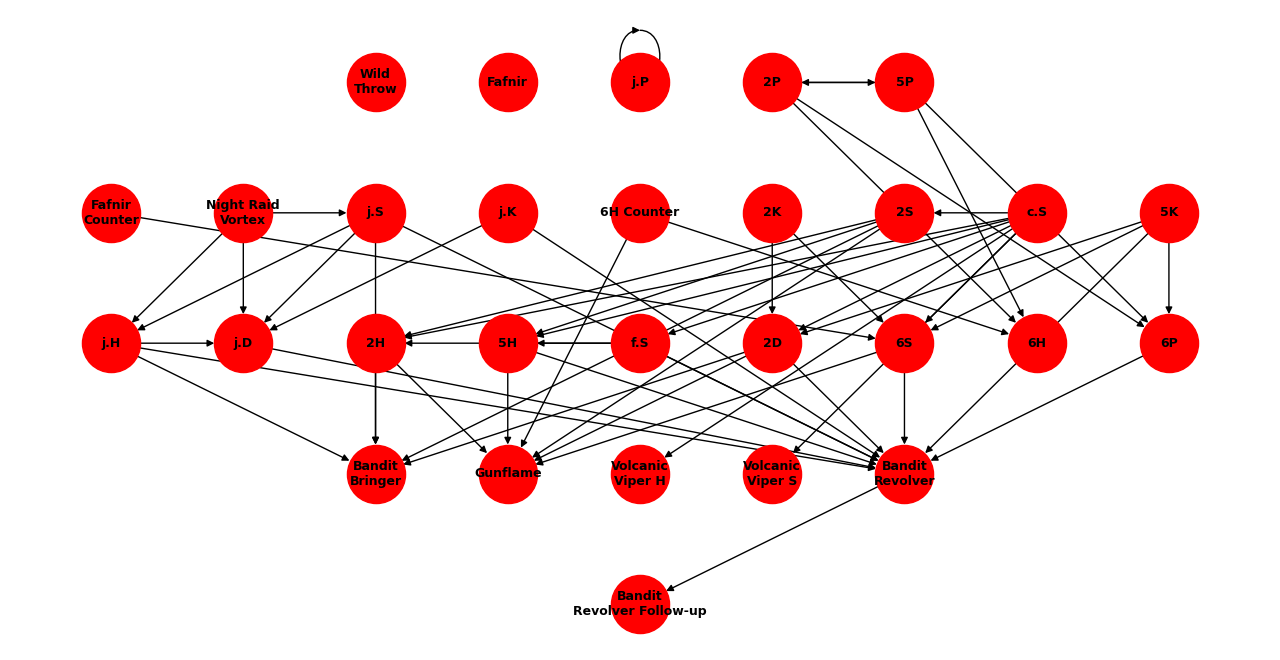 Wild
Throw
Fafnir
j.P
2P
5P
Fafnir
Counter
Night Raid
Vortex
j.S
j.K
6H Counter
2K
2S
c.S
5K
j.H
j.D
2H
5H
f.S
2D
6S
6H
6P
Bandit
Bringer
Gunflame
Volcanic
Viper H
Volcanic
Viper S
Bandit
Revolver
Bandit
Revolver Follow-up